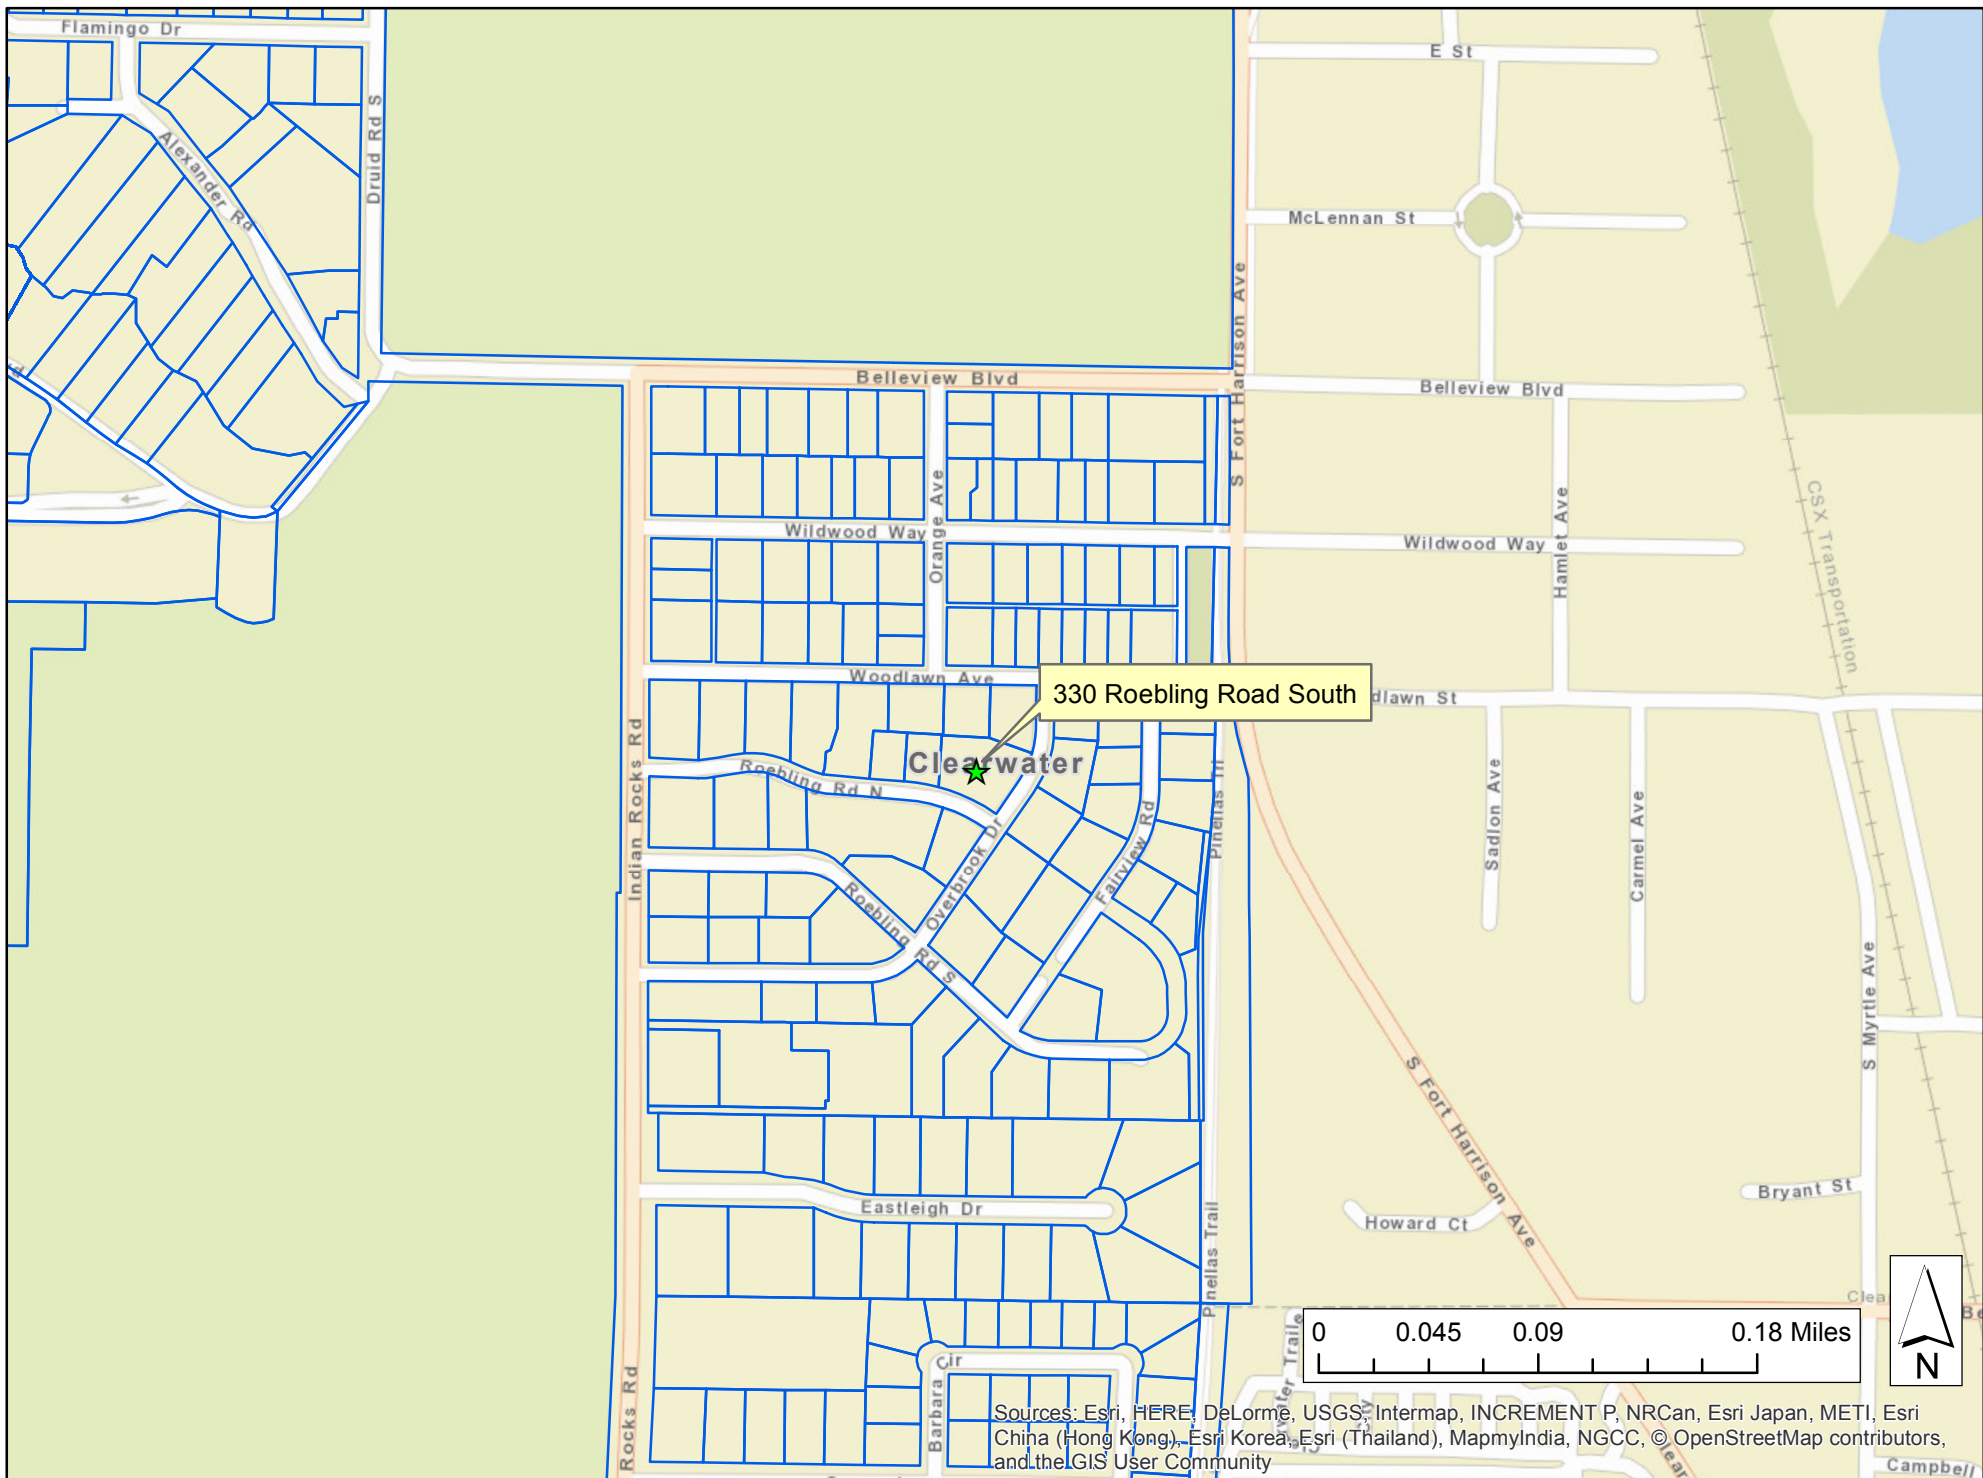 Flamingo Dr
Druid Rd S
Alexander Rd
E St
McLennan St
S Fort Harrison Ave
Belleview Blvd
Belleview Blvd
Orange Ave
Wildwood Way
Wildwood Way
Hamlet Ave
CSX Transportation
Woodlawn Ave
330 Roebling Road South
dlawn St
Clearwater
Indian Rocks Rd
Roebling Rd N
Overbrook Dr
Fairview Rd
Pinellas Trl
Sadlon Ave
Carmel Ave
Roebling Rd S
S Myrtle Ave
S Fort Harrison Ave
Bryant St
Howard Ct
Eastleigh Dr
Pinellas Trail
Clea
Be
0 0.045 0.09 0.18 Miles
N
Rocks Rd
Barbara Cir
Sources: Esri, HERE, DeLorme, USGS, Intermap, INCREMENT P, NRCan, Esri Japan, METI, Esri
China (Hong Kong), Esri Korea, Esri (Thailand), MapmyIndia, NGCC, © OpenStreetMap contributors,
and the GIS User Community
Campbell